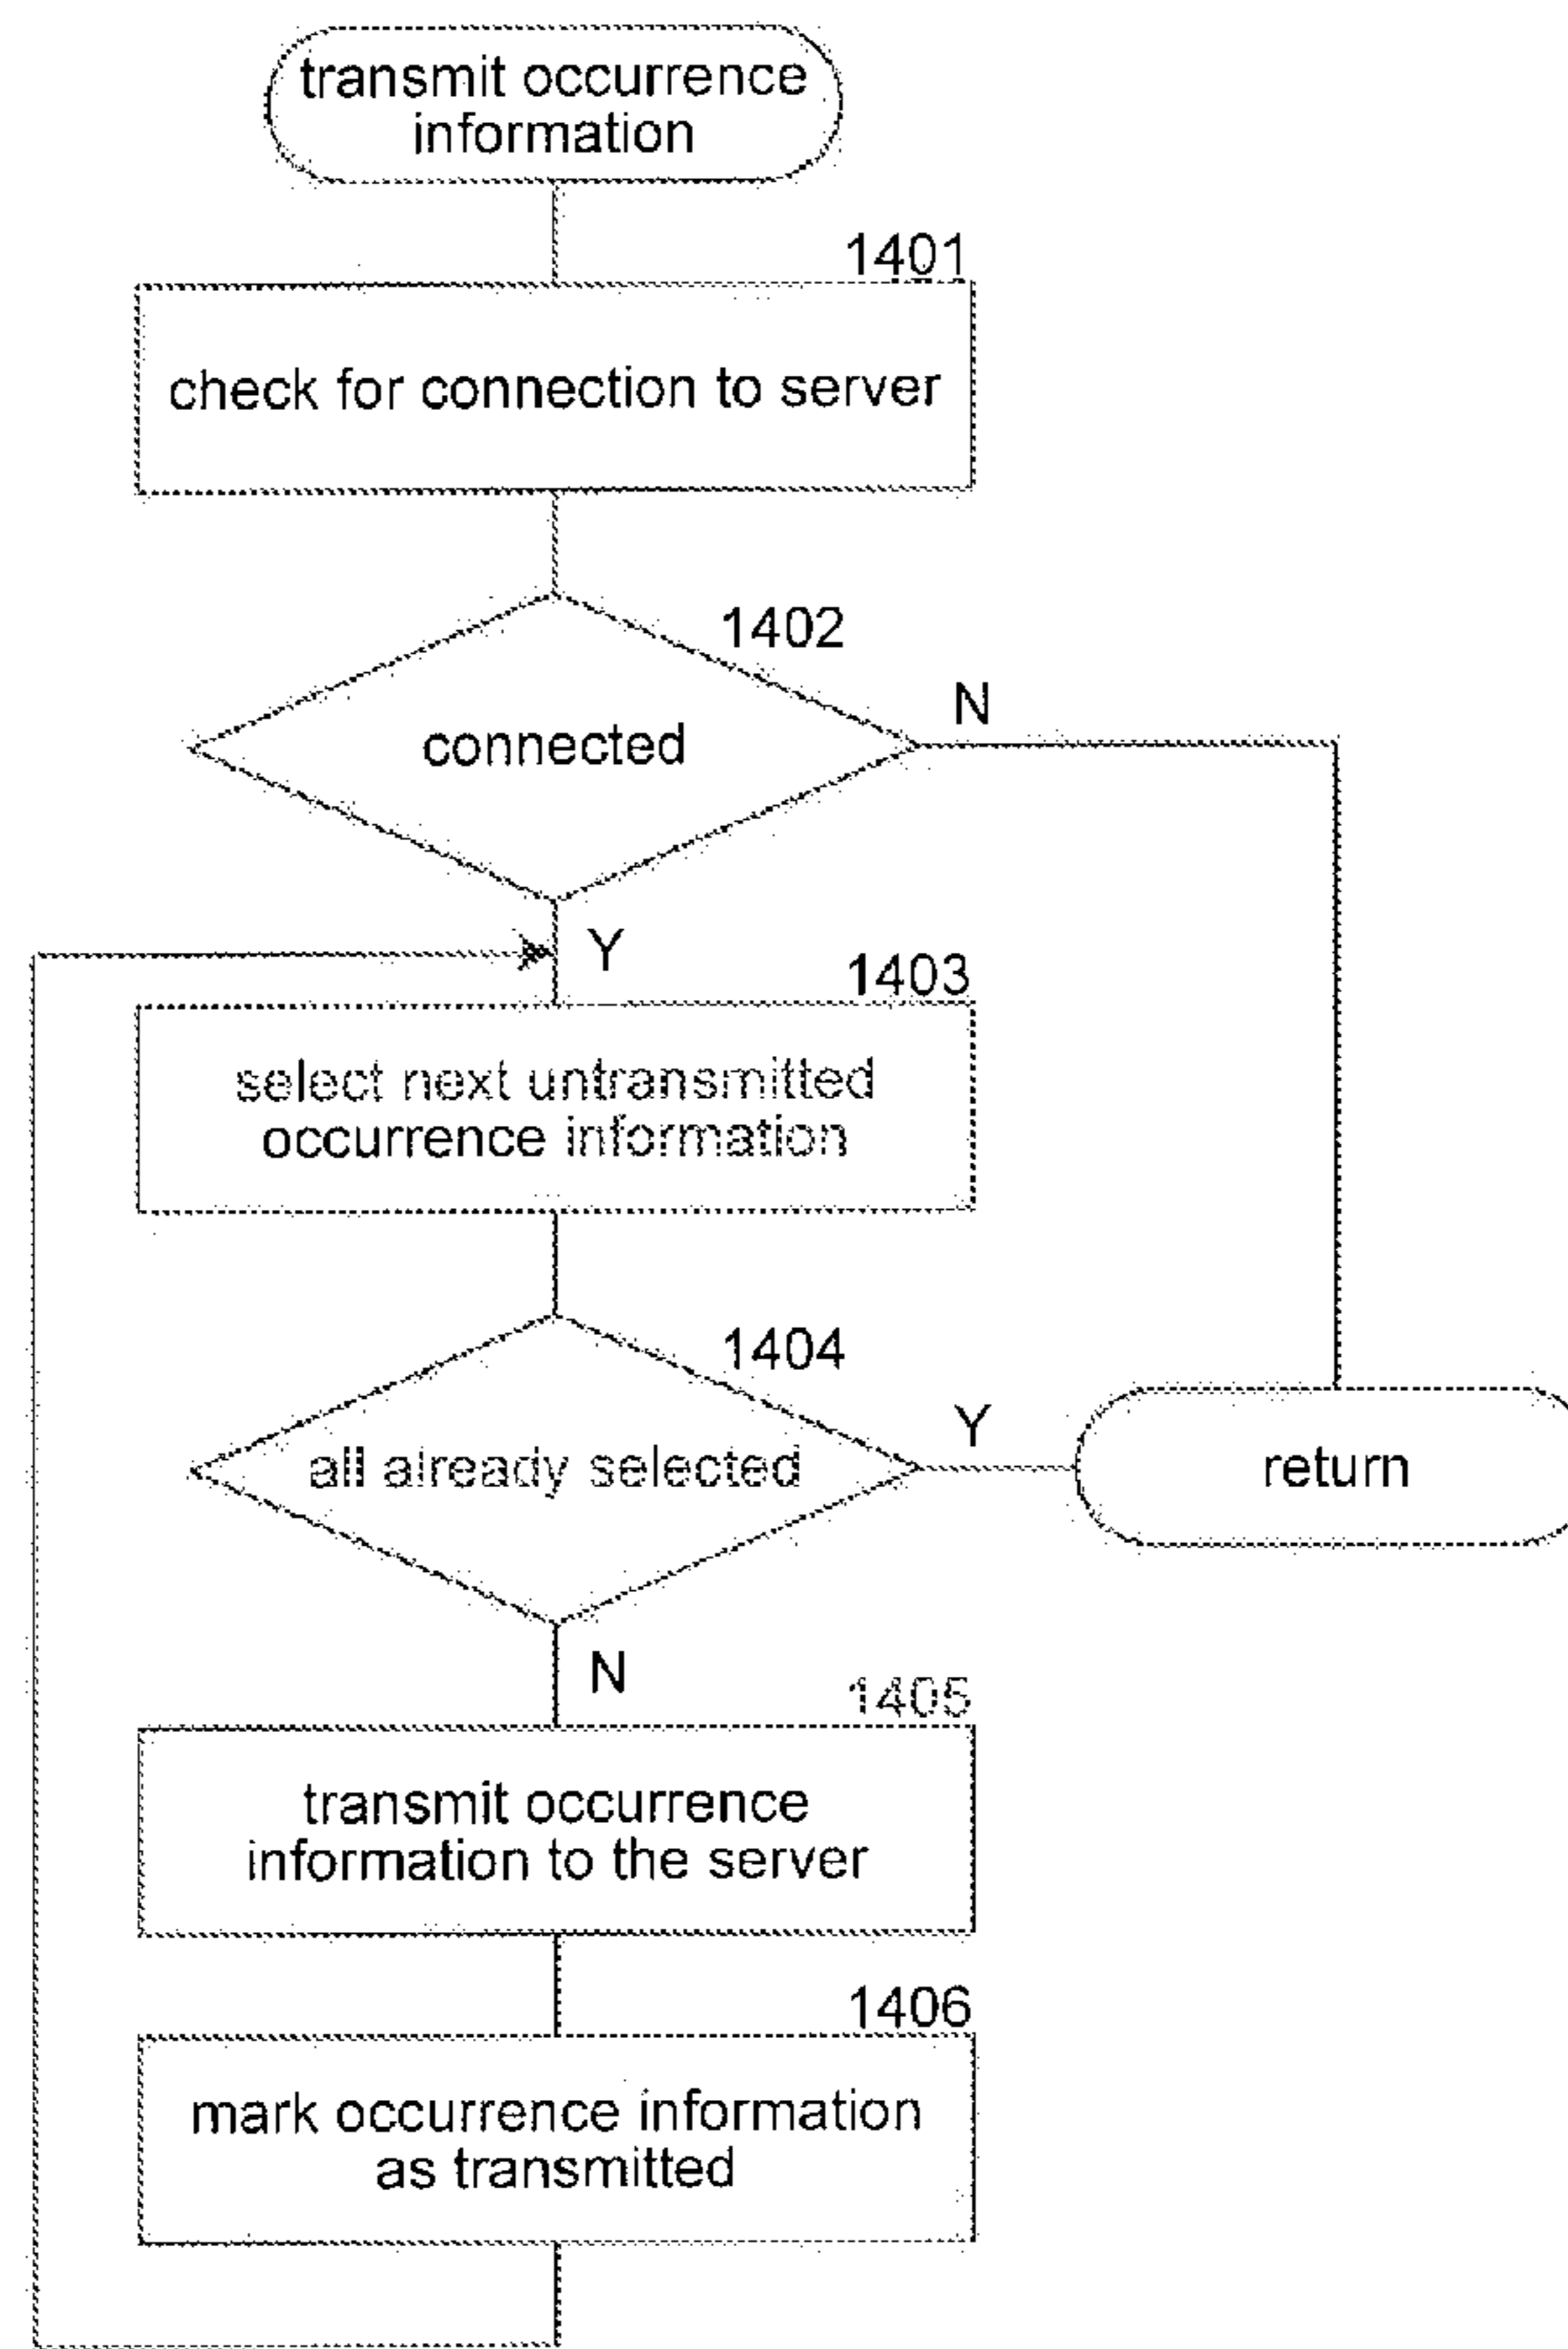 transmit occurrence
information
1401
check for connection to server
1402
connected
N
Y
1403
select next untransmitted
occurrence information
1404
all already selected
Y
return
N
1405
transmit occurrence
information to the server
1406
mark occurrence information
as transmitted